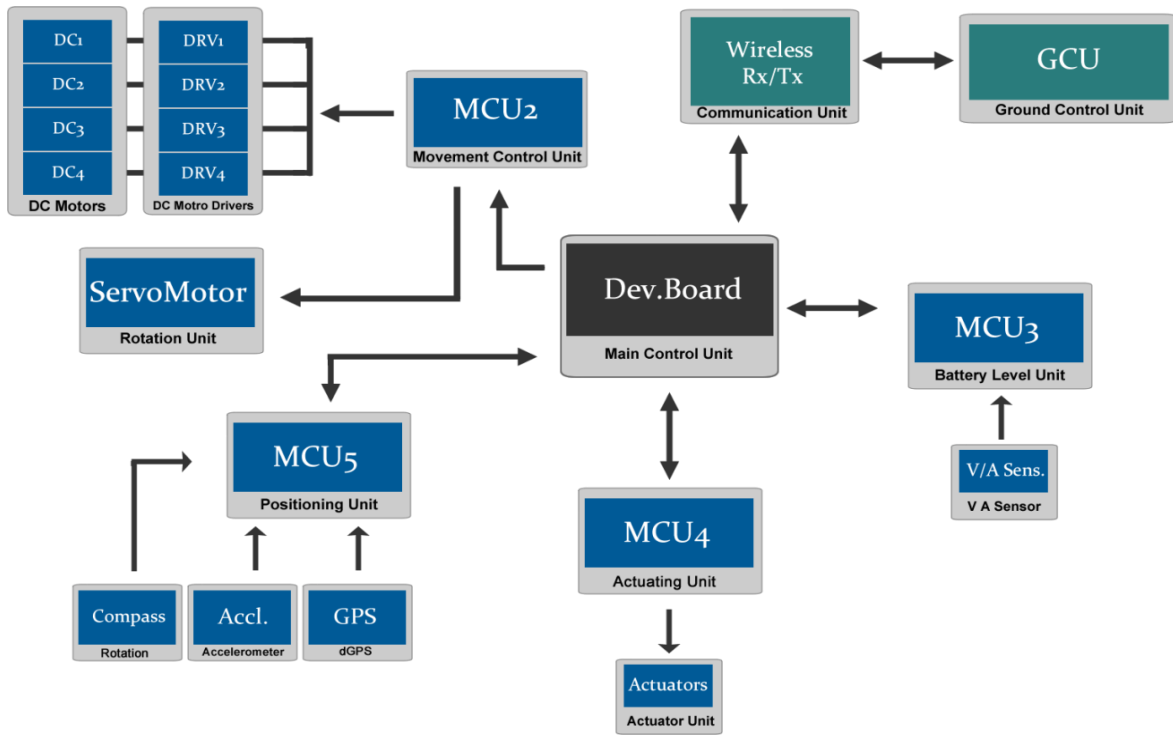 DC1
DC2
DC3
DC4
DC Motors
DRV1
DRV2
DRV3
DRV4
DC Motro Drivers
MCU2
Movement Control Unit
Wireless
Rx/Tx
Communication Unit
GCU
Ground Control Unit
ServoMotor
Rotation Unit
Dev.Board
Main Control Unit
MCU3
Battery Level Unit
V/A Sens.
V A Sensor
MCU5
Positioning Unit
MCU4
Actuating Unit
Compass
Rotation
Accl.
Accelerometer
GPS
dGPS
Actuators
Actuator Unit